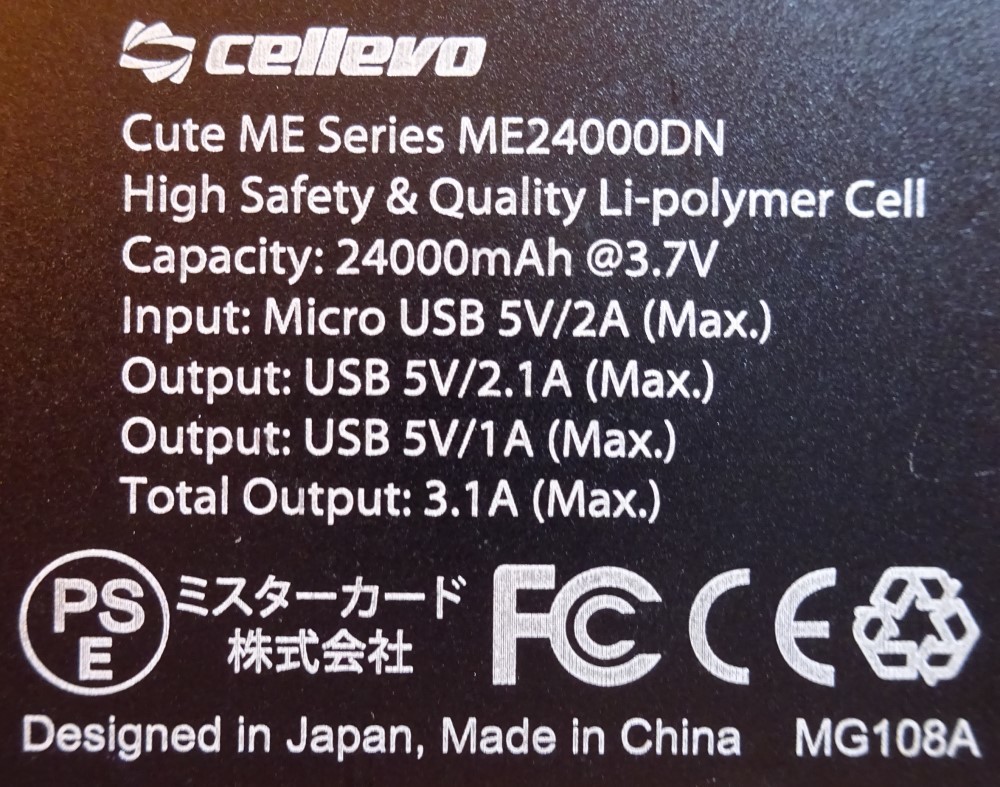 cellevo
Cute ME Series ME24000DN
High Safety & Quality Li-polymer Cell
Capacity: 24000mAh @3.7V
Input: Micro USB 5V/2A (Max.)
Output: USB 5V/2.1A (Max.)
Output: USB 5V/1A (Max.)
Total Output: 3.1A (Max.)
PS
E
ミスターカード
株式会社
FC CE
Designed in Japan, Made in China MG108A